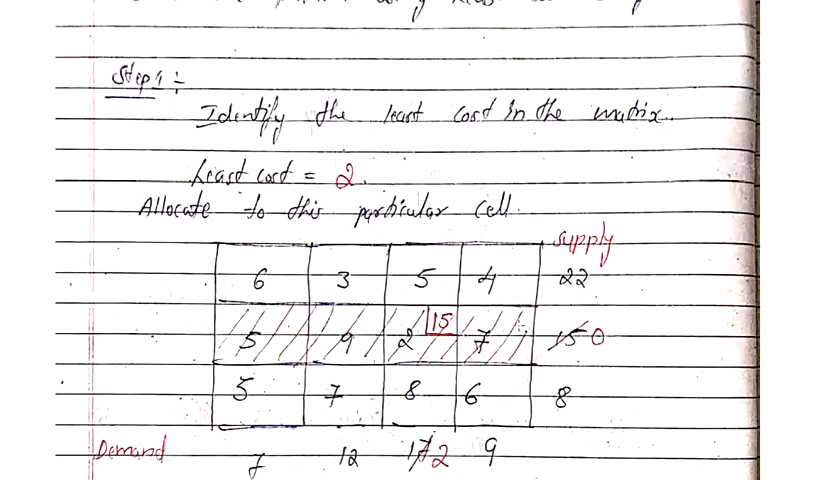 Step 1 :-
Identify the least cost in the matrix.
Least cost = 2.
Allocate to this particular cell.
supply
6 3 5 4 22
5 9 2 15 7 15 0
5 7 8 6 8
Demand 7 12 17 2 9